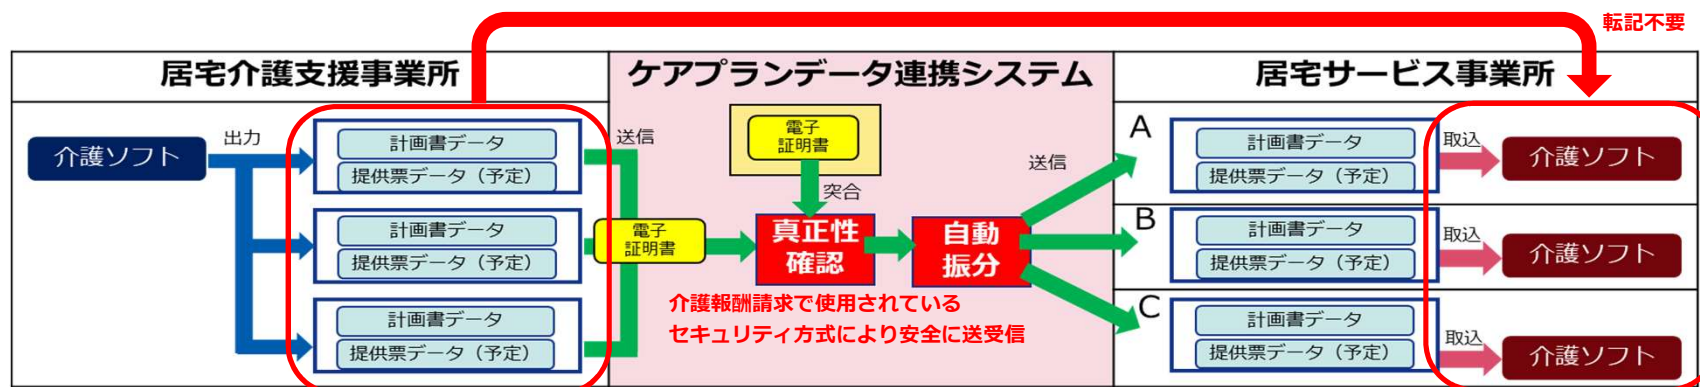 転記不要
居宅介護支援事業所
ケアプランデータ連携システム
居宅サービス事業所
介護ソフト
出力
計画書データ
提供票データ（予定）
計画書データ
提供票データ（予定）
計画書データ
提供票データ（予定）
送信
電子
証明書
電子
証明書
突合
真正性
確認
自動
振分
介護報酬請求で使用されている
セキュリティ方式により安全に送受信
送信
A
計画書データ
提供票データ（予定）
取込
介護ソフト
B
計画書データ
提供票データ（予定）
取込
介護ソフト
C
計画書データ
提供票データ（予定）
取込
介護ソフト